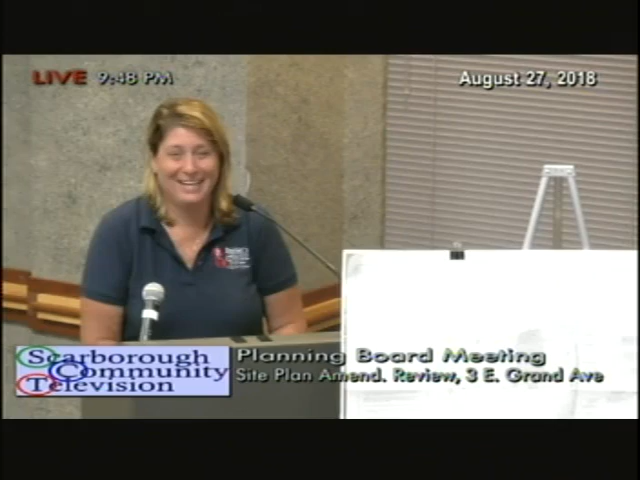 LIVE 9:48 PM
August 27, 2018
Scarborough
Community
Television
Planning Board Meeting
Site Plan Amend. Review, 3 E. Grand Ave